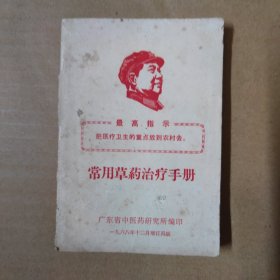 最高指示
把医疗卫生的重点放到农村去。
常用草药治疗手册
广东省中医药研究所编印
一九六八年十二月增订再版